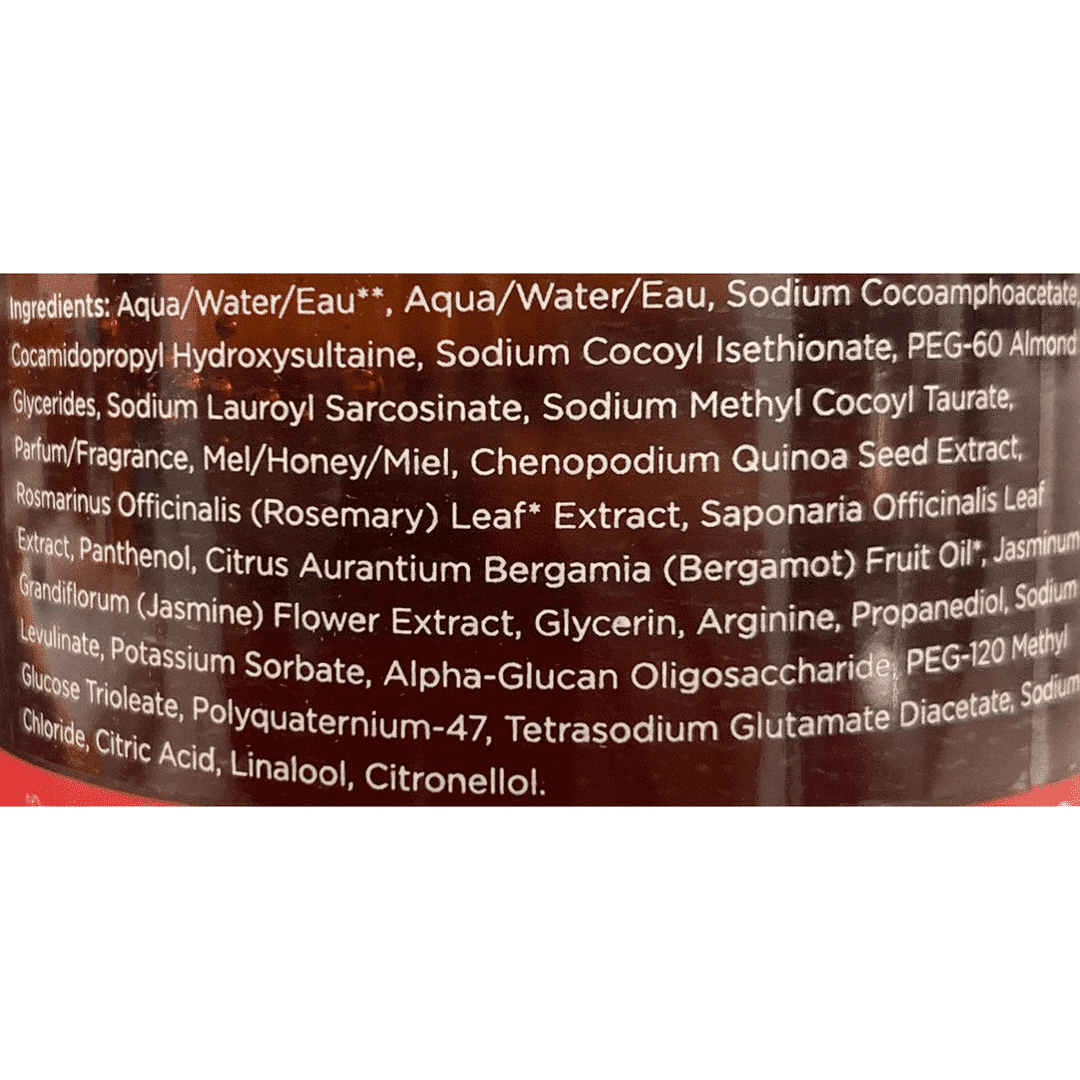 Ingredients: Aqua/Water/Eau**, Aqua/Water/Eau, Sodium Cocoamphoacetate,
Cocamidopropyl Hydroxysultaine, Sodium Cocoyl Isethionate, PEG-60 Almond
Glycerides, Sodium Lauroyl Sarcosinate, Sodium Methyl Cocoyl Taurate,
Parfum/Fragrance, Mel/Honey/Miel, Chenopodium Quinoa Seed Extract,
Rosmarinus Officinalis (Rosemary) Leaf* Extract, Saponaria Officinalis Leaf
Extract, Panthenol, Citrus Aurantium Bergamia (Bergamot) Fruit Oil*, Jasminum
Grandiflorum (Jasmine) Flower Extract, Glycerin, Arginine, Propanediol, Sodium
Levulinate, Potassium Sorbate, Alpha-Glucan Oligosaccharide, PEG-120 Methyl
Glucose Trioleate, Polyquaternium-47, Tetrasodium Glutamate Diacetate, Sodium
Chloride, Citric Acid, Linalool, Citronellol.